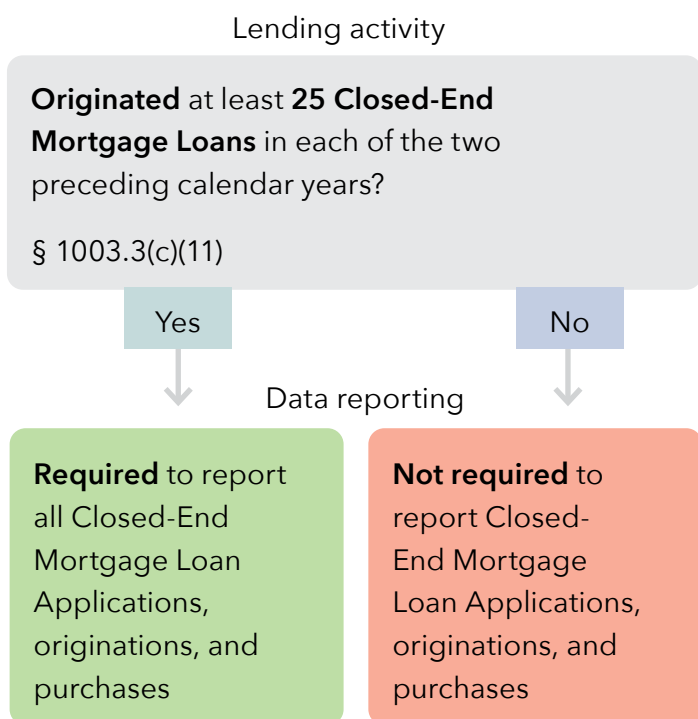 Lending activity
Originated at least 25 Closed-End
Mortgage Loans in each of the two
preceding calendar years?
§ 1003.3(c)(11)
Yes
No
Data reporting
Required to report
all Closed-End
Mortgage Loan
Applications,
originations, and
purchases
Not required to
report Closed-
End Mortgage
Loan Applications,
originations, and
purchases